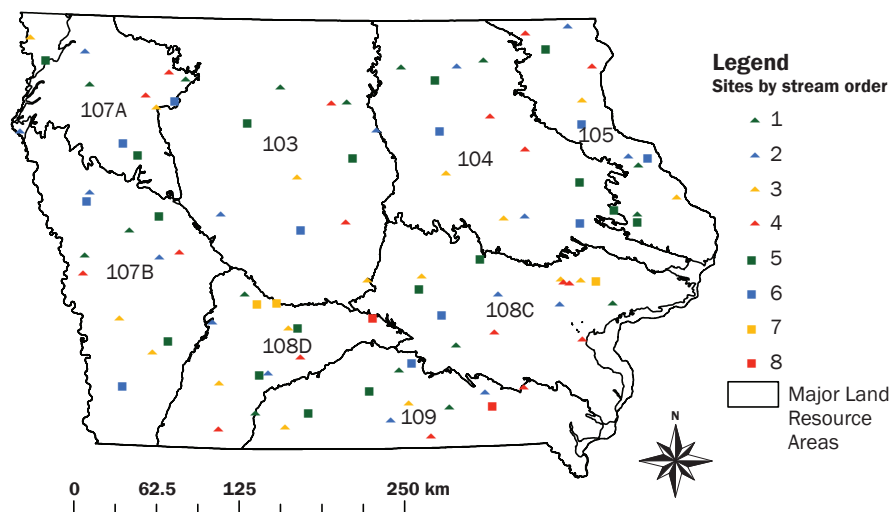 Legend
Sites by stream order
1
2
3
4
5
6
7
8
Major Land
Resource
Areas
107A
103
104
105
107B
108C
108D
109
N
0 62.5 125 250 km